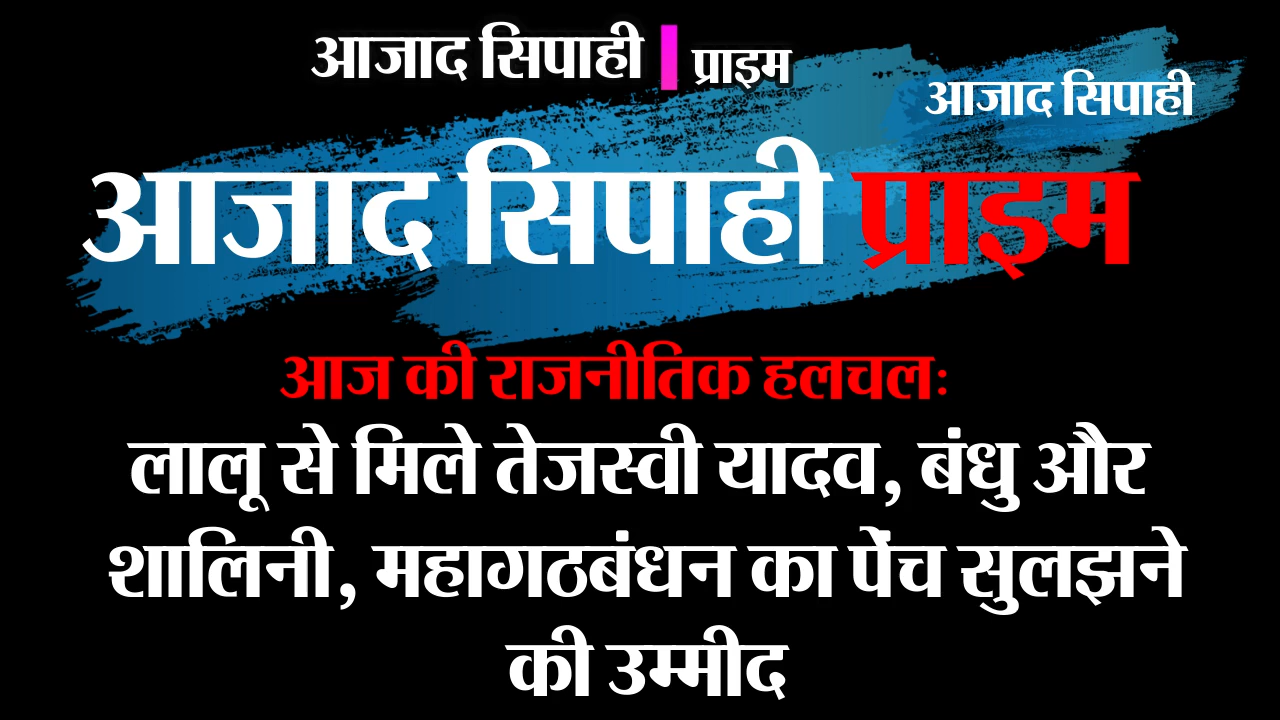 आजाद सिपाही | प्राइम
आजाद सिपाही
आजाद सिपाही प्राइम
आज की राजनीतिक हलचल:
लालू से मिले तेजस्वी यादव, बंधु और
शालिनी, महागठबंधन का पेंच सुलझने
की उम्मीद